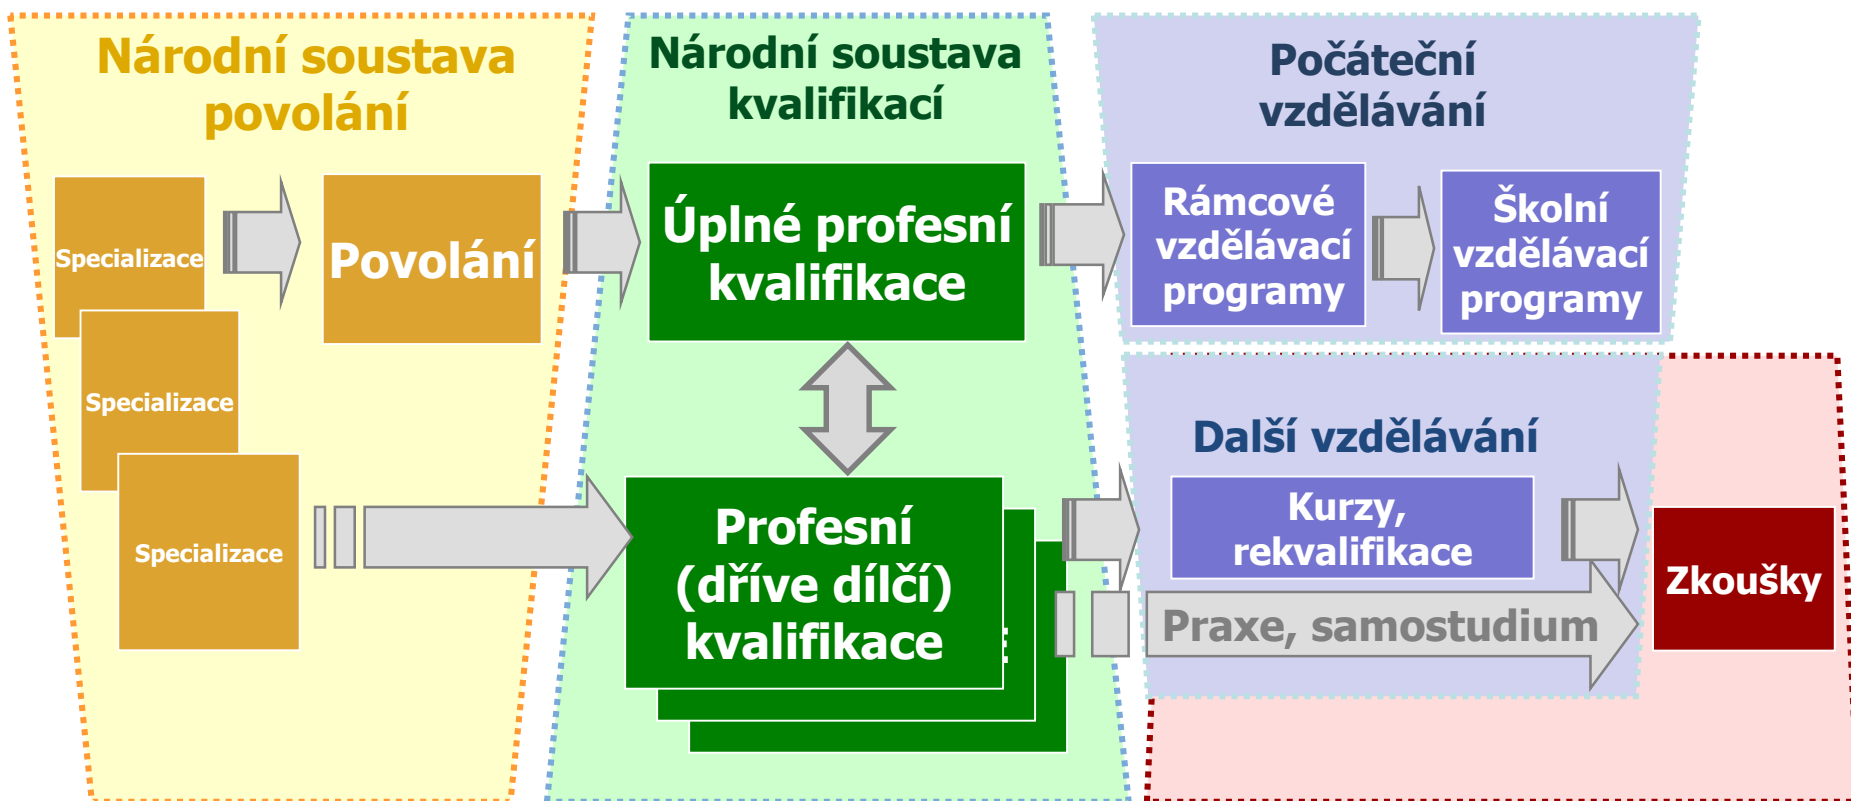 Národní soustava
povolání
Specializace
Specializace
Specializace
Povolání
Národní soustava
kvalifikací
Úplné profesní
kvalifikace
Profesní
(dříve dílčí)
kvalifikace
Počáteční
vzdělávání
Rámcové
vzdělávací
programy
Školní
vzdělávací
programy
Další vzdělávání
Kurzy,
rekvalifikace
Praxe, samostudium
Zkoušky